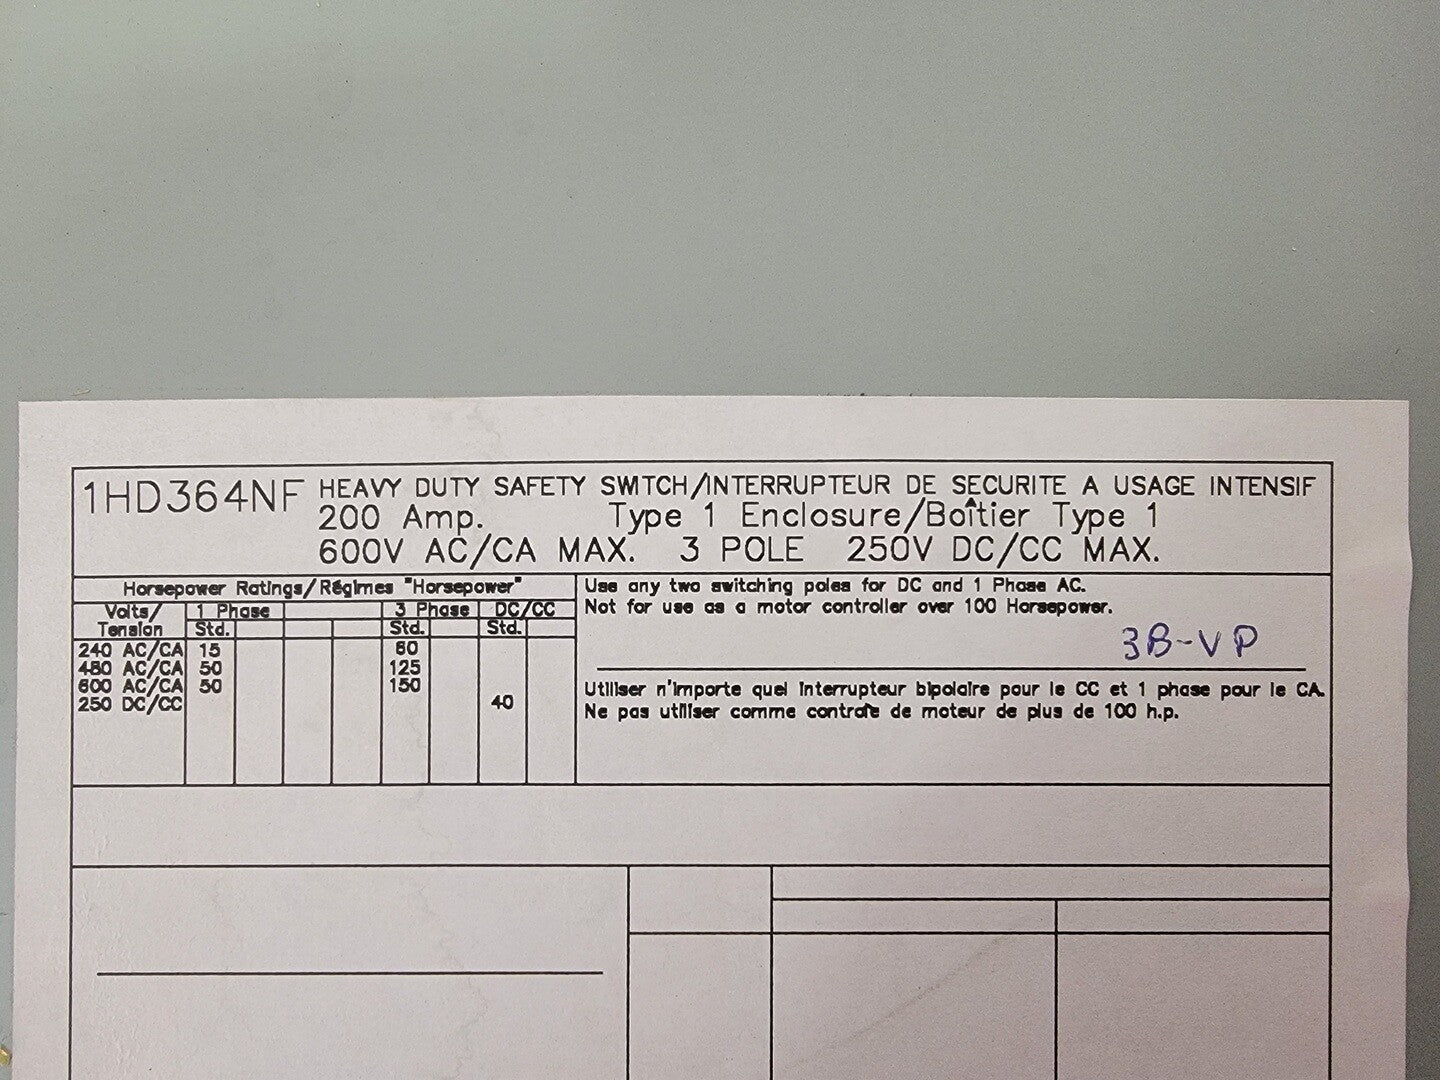 1HD364NF HEAVY DUTY SAFETY SWITCH/INTERRUPTEUR DE SECURITE A USAGE INTENSIF
200 Amp. Type 1 Enclosure/Boîtier Type 1
600V AC/CA MAX. 3 POLE 250V DC/CC MAX.
Horsepower Ratings/Régimes "Horsepower"
Volts/ 1 Phase 3 Phase DC/CC
Tension Std. Std. Std.
240 AC/CA 15 60
480 AC/CA 50 125
600 AC/CA 50 150
250 DC/CC 40
Use any two switching poles for DC and 1 Phase AC.
Not for use as a motor controller over 100 Horsepower.
3B-VP
Utiliser n'importe quel interrupteur bipolaire pour le CC et 1 phase pour le CA.
Ne pas utiliser comme controle de moteur de plus de 100 h.p.